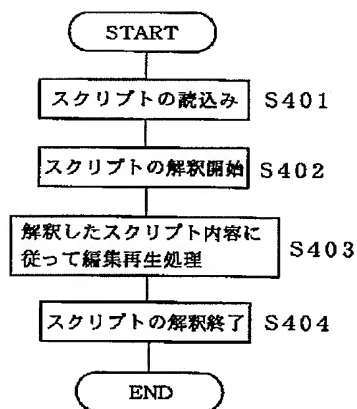 START
スクリプトの読込み S401
スクリプトの解釈開始 S402
解釈したスクリプト内容に
従って編集再生処理 S403
スクリプトの解釈終了 S404
END